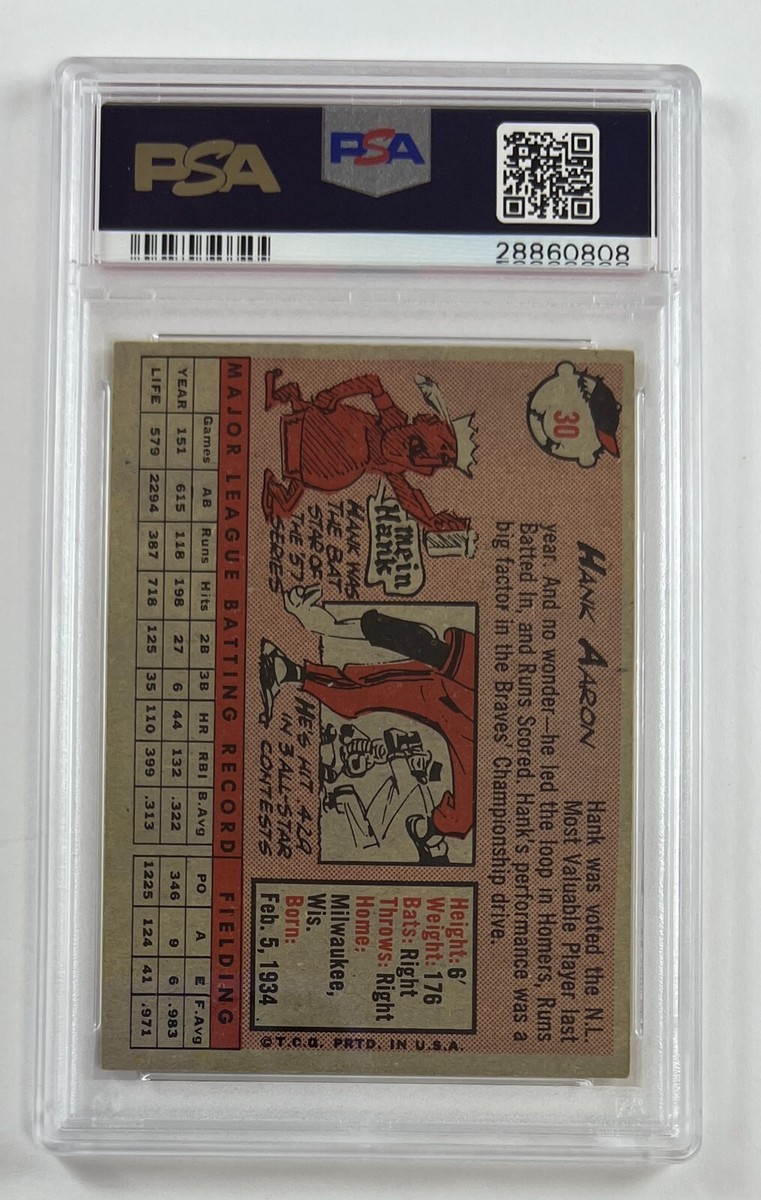 PSA
PSA
28860808
30
HANK AARON
Hank was voted the N.L.
Most Valuable Player last
year. And no wonder—he led the loop in Homers, Runs
Batted In, and Runs Scored. Hank's performance was a
big factor in the Braves' Championship drive.
mein
Hank
HANK WAS
THE BAT
STAR OF
THE '57
SERIES
HE'S HIT 4 LA
IN 3 ALL-STAR
CONTESTS
Height: 6'
Weight: 176
Bats: Right
Throws: Right
Home:
Milwaukee,
Wis.
Born:
Feb. 5, 1934
©T.C.G. PRTD. IN U.S.A.
MAJOR LEAGUE BATTING RECORD FIELDING
Games AB Runs Hits 2B 3B HR RBI B.Avg PO A E F.Avg
YEAR 151 615 118 198 27 6 44 132 .322 346 9 6 .983
LIFE 579 2294 387 718 125 35 110 399 .313 1225 124 41 .971